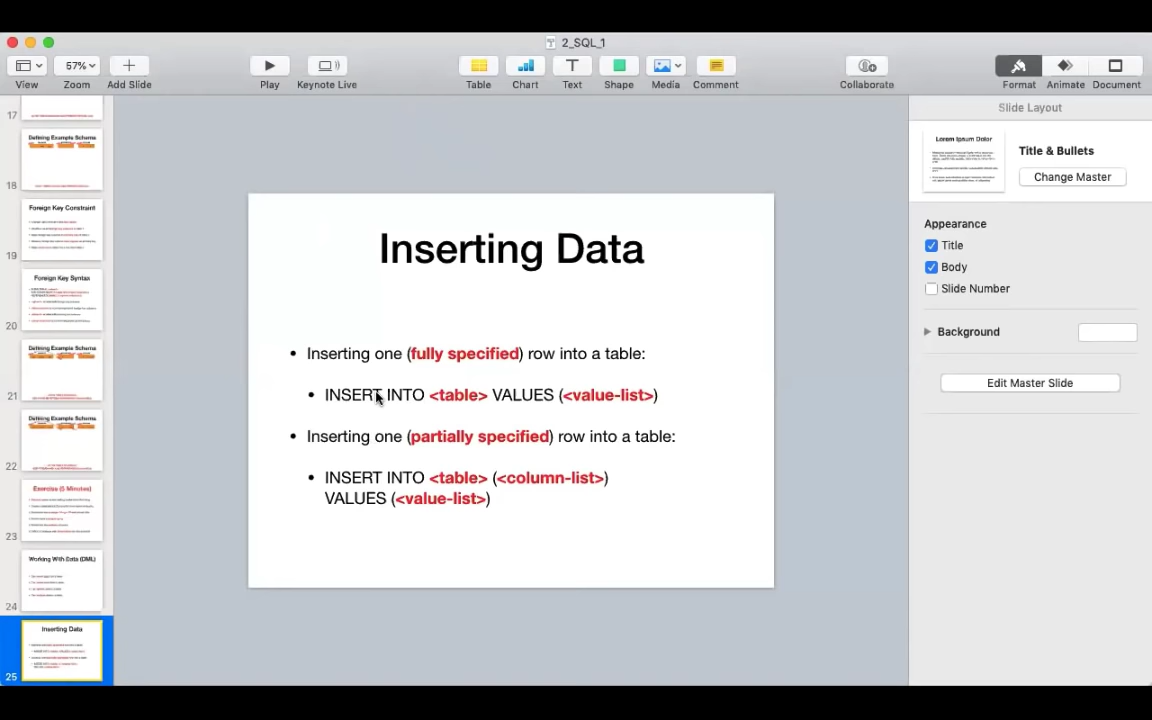 2_SQL_1
57%
View
Zoom
Add Slide
Play
Keynote Live
Table
Chart
Text
Shape
Media
Comment
Collaborate
Format
Animate
Document
17
Defining Example Schema
18
Foreign Key Constraint
19
Foreign Key Syntax
20
Defining Example Schema
21
Defining Example Schema
22
Exercise (5 Minutes)
23
Working With Data (DML)
24
Inserting Data
25
Inserting Data
• Inserting one (fully specified) row into a table:
• INSERT INTO <table> VALUES (<value-list>)
• Inserting one (partially specified) row into a table:
• INSERT INTO <table> (<column-list>)
VALUES (<value-list>)
Slide Layout
Lorem Ipsum Dolor
Title & Bullets
Change Master
Appearance
Title
Body
Slide Number
Background
Edit Master Slide